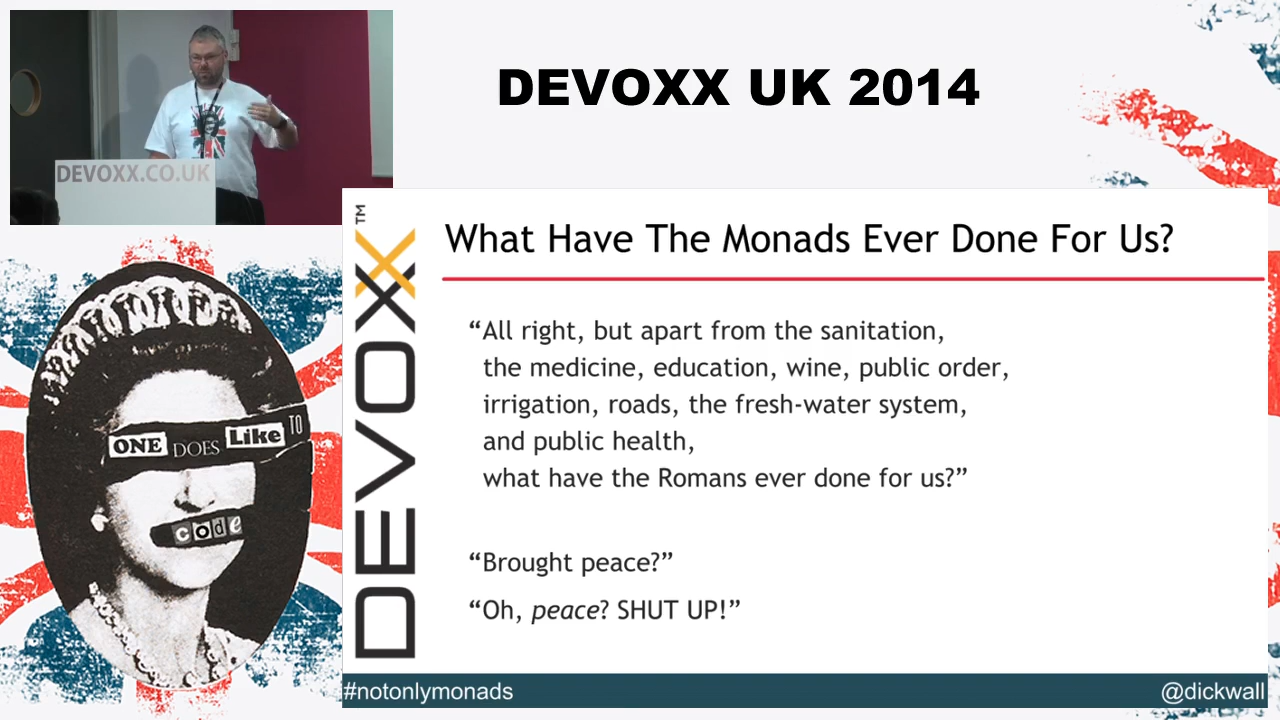 DEVOXX UK 2014
DEVOXX.CO.UK
DEVOXX™
What Have The Monads Ever Done For Us?
“All right, but apart from the sanitation,
the medicine, education, wine, public order,
irrigation, roads, the fresh-water system,
and public health,
what have the Romans ever done for us?”
“Brought peace?”
“Oh, peace? SHUT UP!”
ONE DOES Like TO
code
#notonlymonads
@dickwall